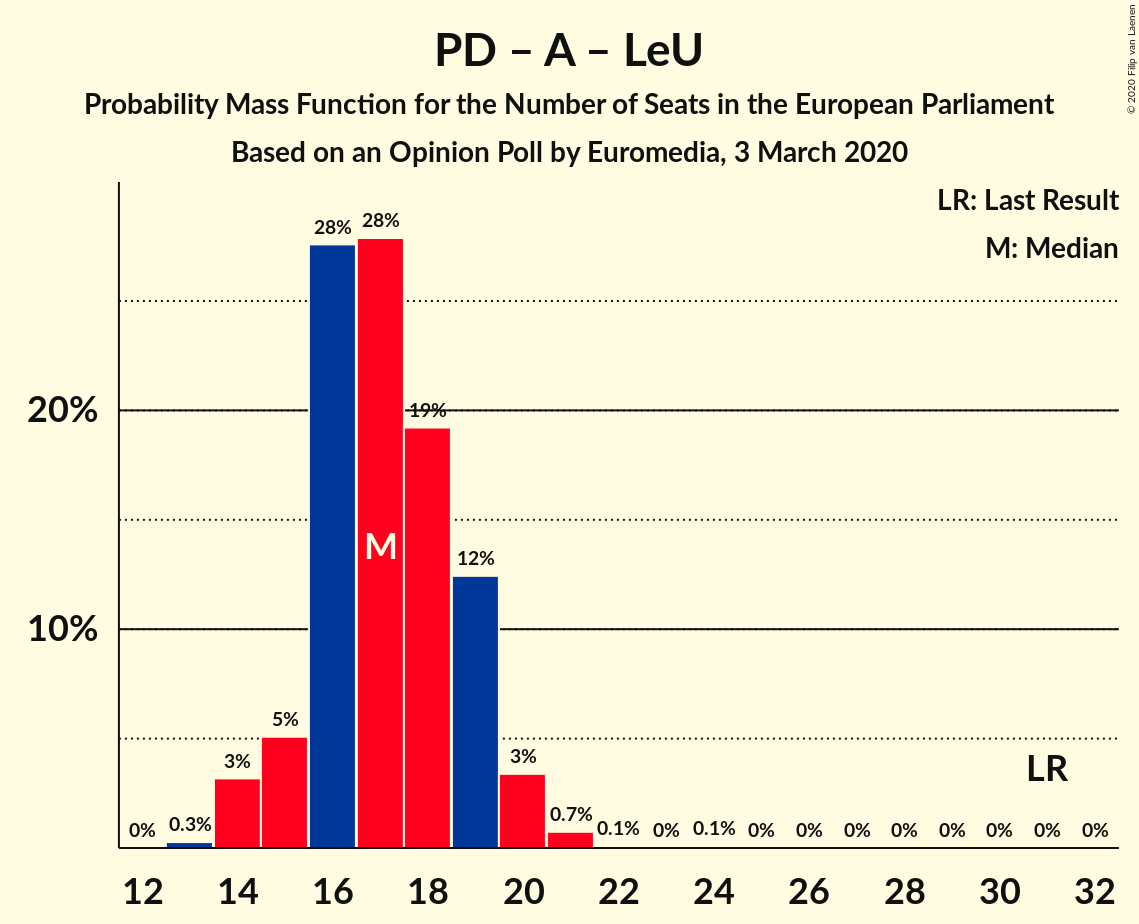 PD – A – LeU
Probability Mass Function for the Number of Seats in the European Parliament
Based on an Opinion Poll by Euromedia, 3 March 2020
© 2020 Filip van Laenen
LR: Last Result
M: Median
20%
10%
0%
0.3%
3%
5%
28%
28%
19%
12%
3%
0.7%
0.1%
0%
0.1%
0%
0%
0%
0%
0%
0%
0%
0%
M
LR
12 14 16 18 20 22 24 26 28 30 32